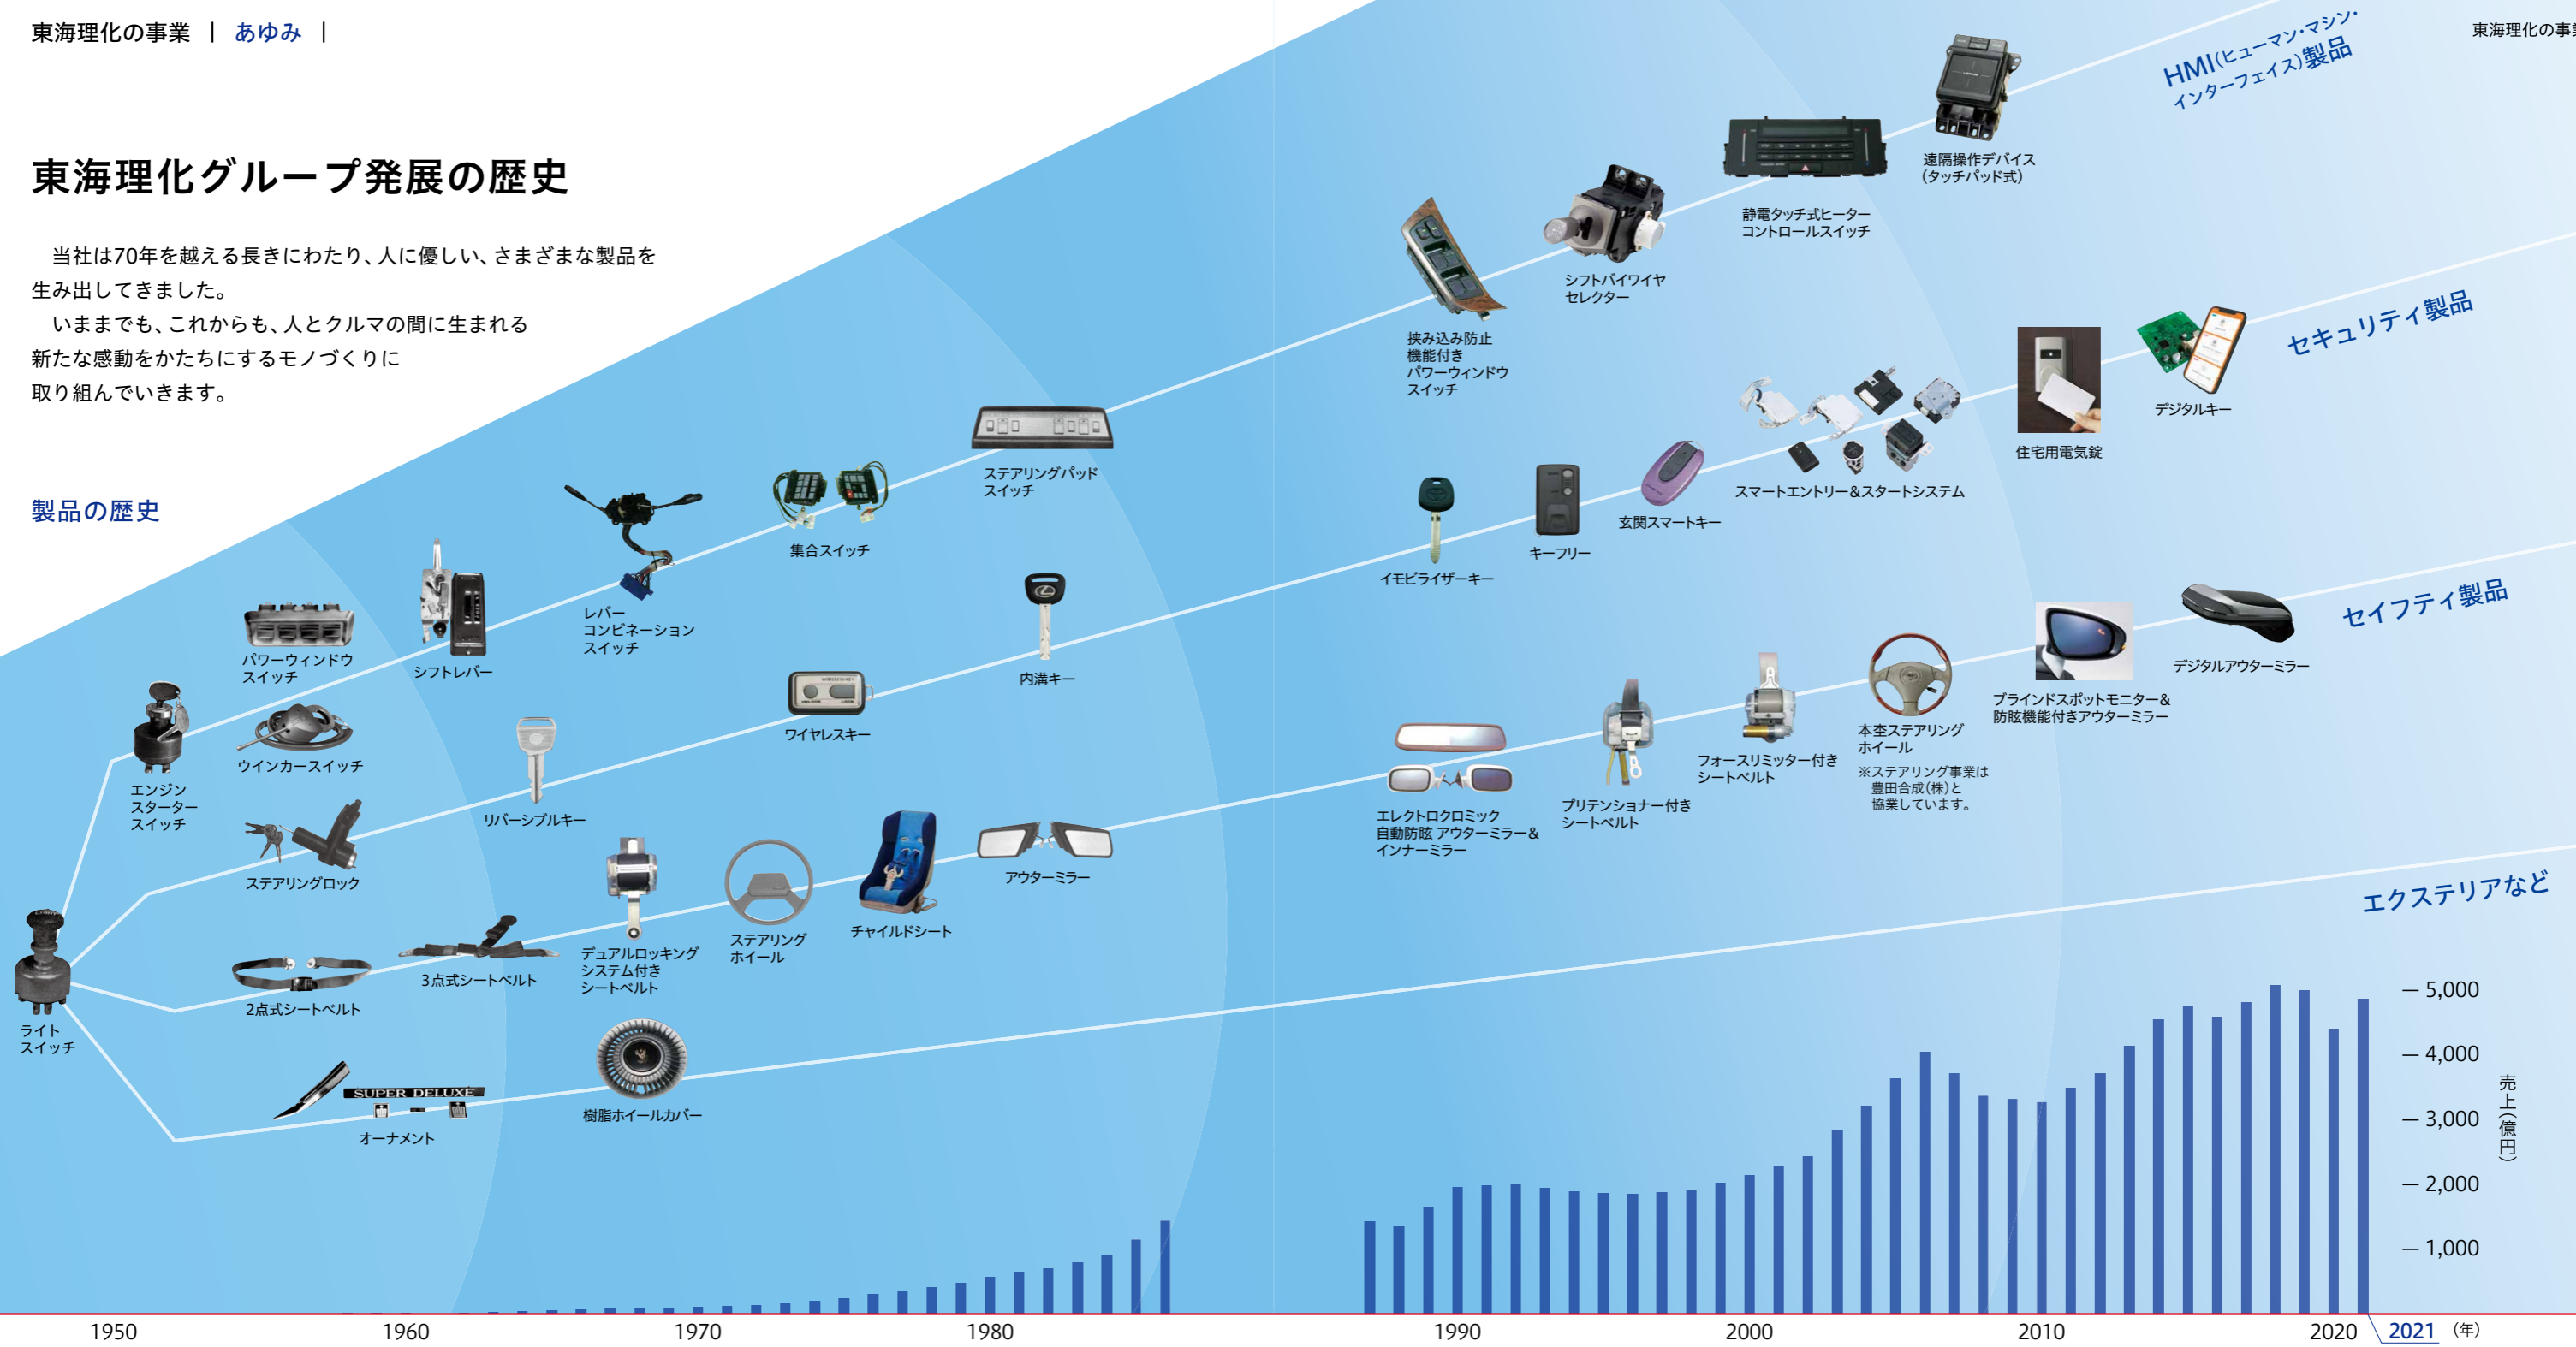 東海理化の事業 | あゆみ |
東海理化の事業
東海理化グループ発展の歴史
当社は70年を越える長きにわたり、人に優しい、さまざまな製品を
生み出してきました。
いままでも、これからも、人とクルマの間に生まれる
新たな感動をかたちにするモノづくりに
取り組んでいきます。
製品の歴史
HMI(ヒューマン・マシン・
インターフェイス)製品
エンジン
スターター
スイッチ
パワーウィンドウ
スイッチ
ウインカースイッチ
シフトレバー
レバー
コンビネーション
スイッチ
集合スイッチ
ステアリングパッド
スイッチ
挟み込み防止
機能付き
パワーウィンドウ
スイッチ
シフトバイワイヤ
セレクター
静電タッチ式ヒーター
コントロールスイッチ
遠隔操作デバイス
(タッチパッド式)
セキュリティ製品
ステアリングロック
リバーシブルキー
ワイヤレスキー
内溝キー
イモビライザーキー
キーフリー
玄関スマートキー
スマートエントリー&スタートシステム
住宅用電気錠
デジタルキー
セイフティ製品
ライト
スイッチ
2点式シートベルト
3点式シートベルト
デュアルロッキング
システム付き
シートベルト
ステアリング
ホイール
チャイルドシート
アウターミラー
エレクトロクロミック
自動防眩 アウターミラー&
インナーミラー
プリテンショナー付き
シートベルト
フォースリミッター付き
シートベルト
本杢ステアリング
ホイール
※ステアリング事業は
豊田合成(株)と
協業しています。
ブラインドスポットモニター&
防眩機能付きアウターミラー
デジタルアウターミラー
エクステリアなど
SUPER DELUXE
オーナメント
樹脂ホイールカバー
5,000
4,000
3,000
2,000
1,000
売上(億円)
1950 1960 1970 1980 1990 2000 2010 2020 2021 (年)